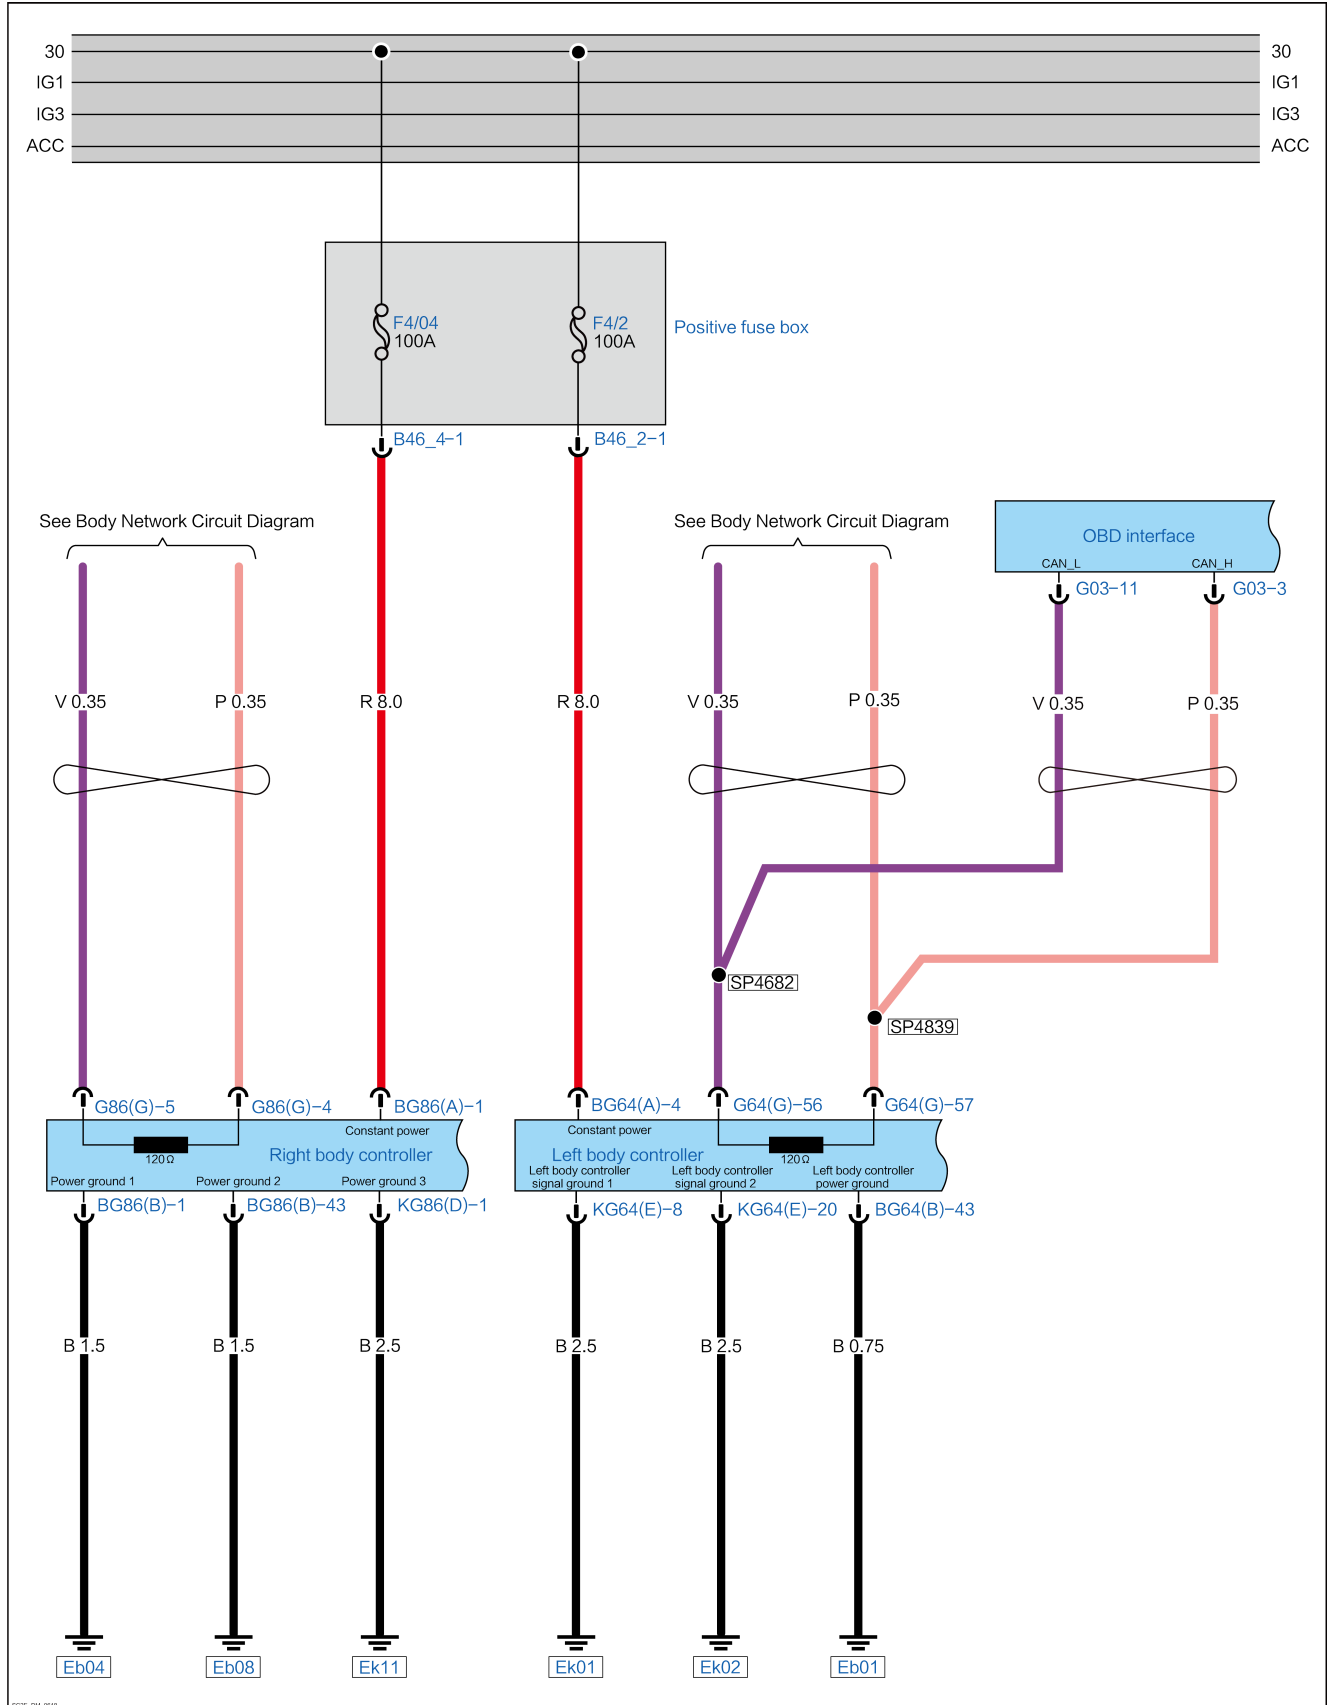 30 30
IG1 IG1
IG3 IG3
ACC ACC
F4/04
100A
F4/2
100A
Positive fuse box
B46_4-1
B46_2-1
See Body Network Circuit Diagram
See Body Network Circuit Diagram
OBD interface
CAN_L
CAN_H
G03-11
G03-3
V 0.35
P 0.35
R 8.0
R 8.0
V 0.35
P 0.35
V 0.35
P 0.35
SP4682
SP4839
G86(G)-5
G86(G)-4
BG86(A)-1
BG64(A)-4
G64(G)-56
G64(G)-57
Constant power
120Ω
Right body controller
Power ground 1
Power ground 2
Power ground 3
Constant power
Left body controller
120Ω
Left body controller
signal ground 1
Left body controller
signal ground 2
Left body controller
power ground
BG86(B)-1
BG86(B)-43
KG86(D)-1
KG64(E)-8
KG64(E)-20
BG64(B)-43
B 1.5
B 1.5
B 2.5
B 2.5
B 2.5
B 0.75
Eb04
Eb08
Ek11
Ek01
Ek02
Eb01